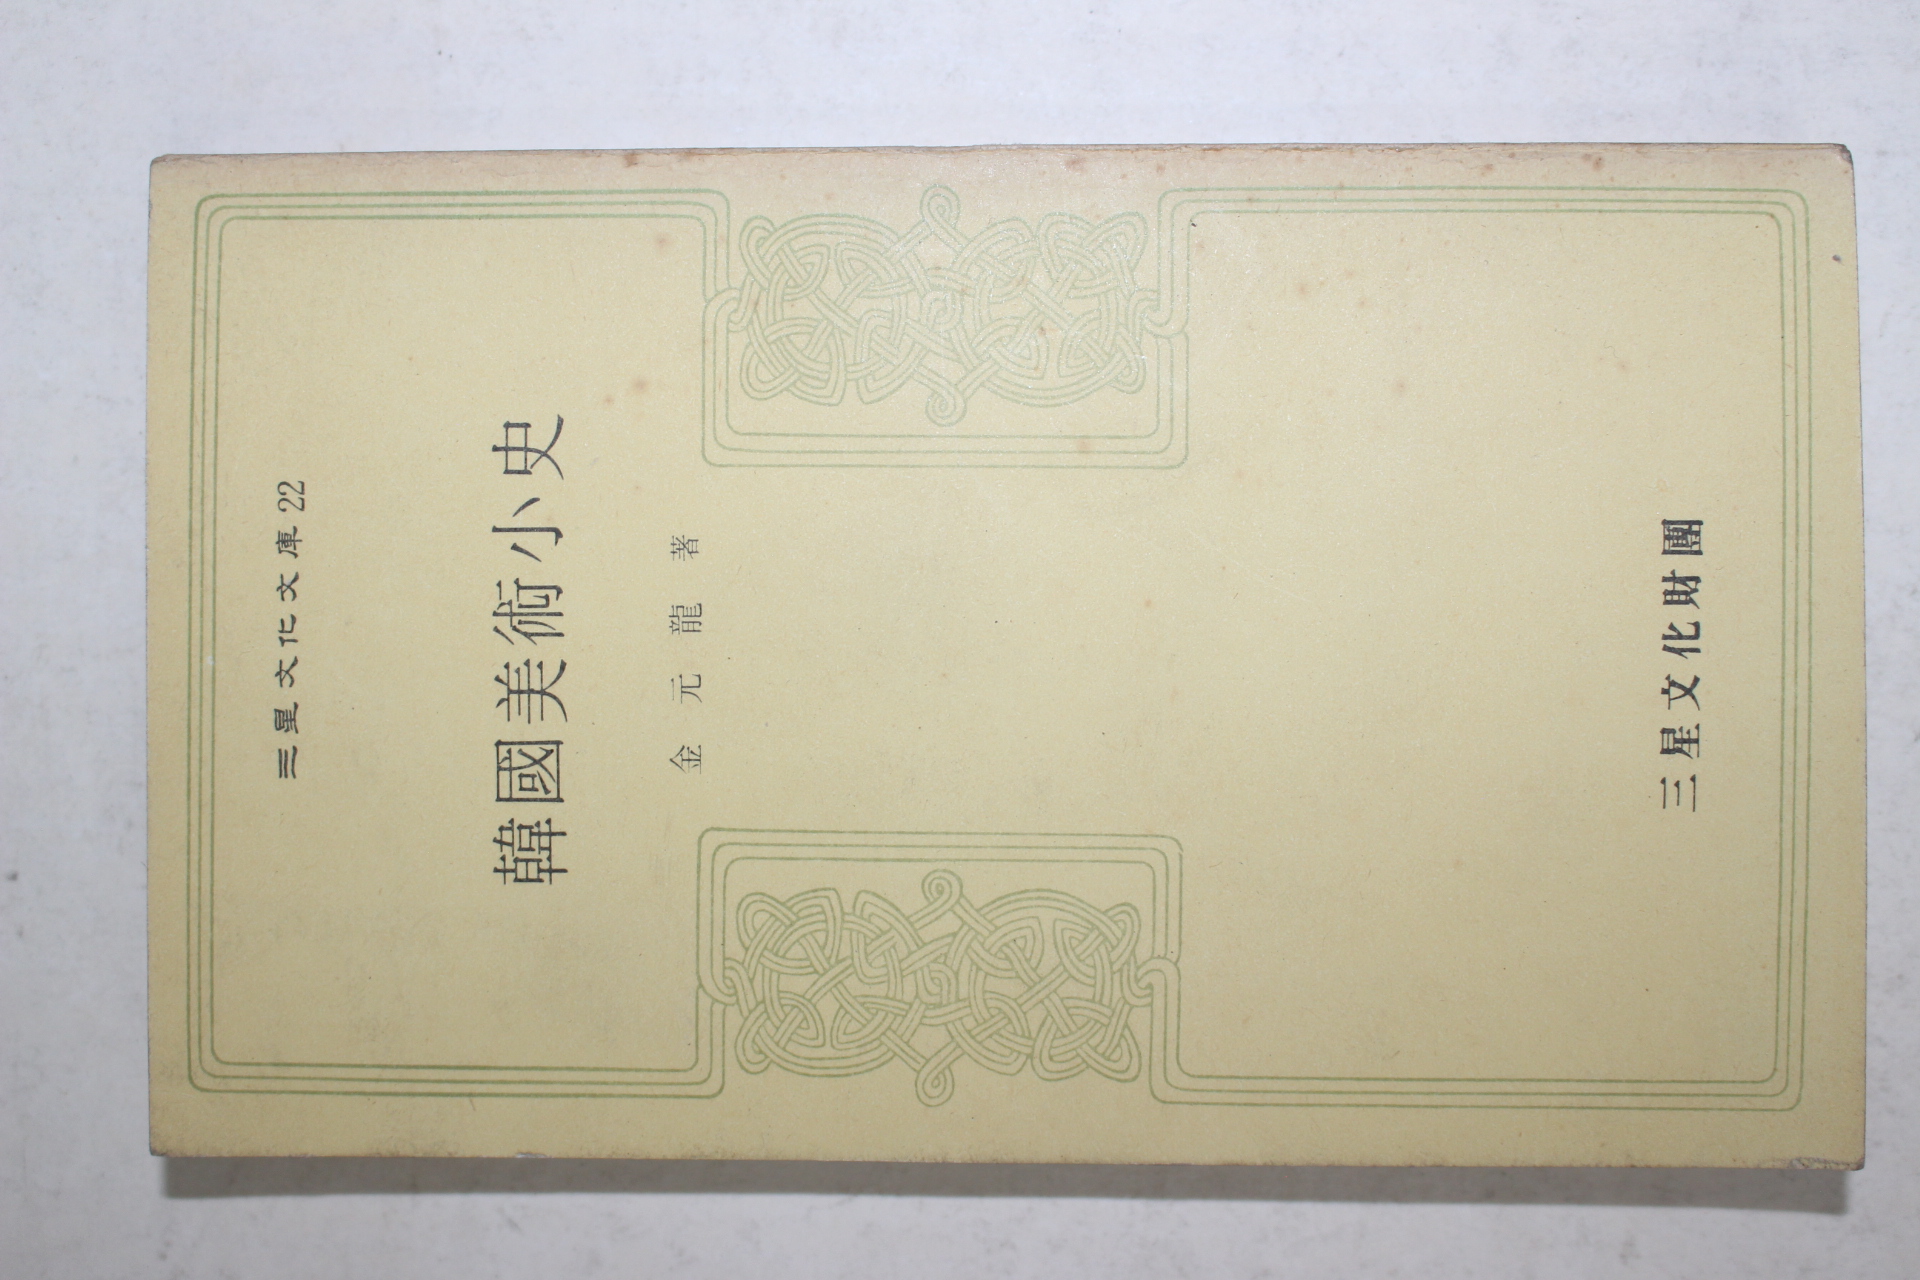 三星文化文庫 22
韓國美術小史
金元龍 著
三星文化財團